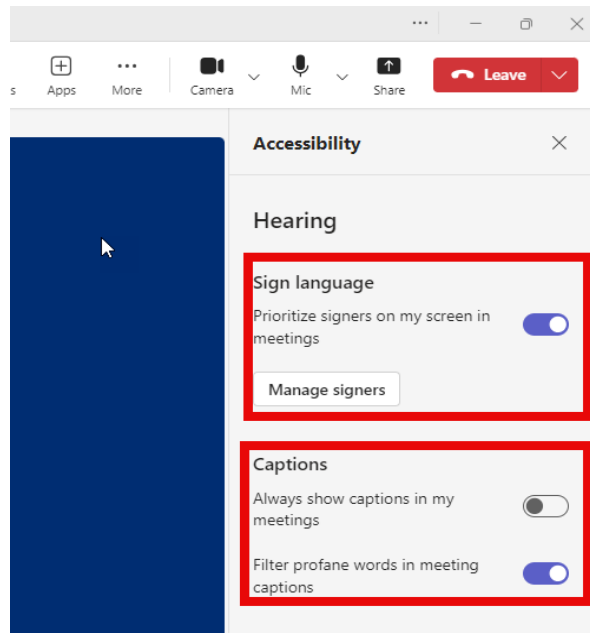 Apps More Camera Mic Share Leave
Accessibility
Hearing
Sign language
Prioritize signers on my screen in
meetings
Manage signers
Captions
Always show captions in my
meetings
Filter profane words in meeting
captions